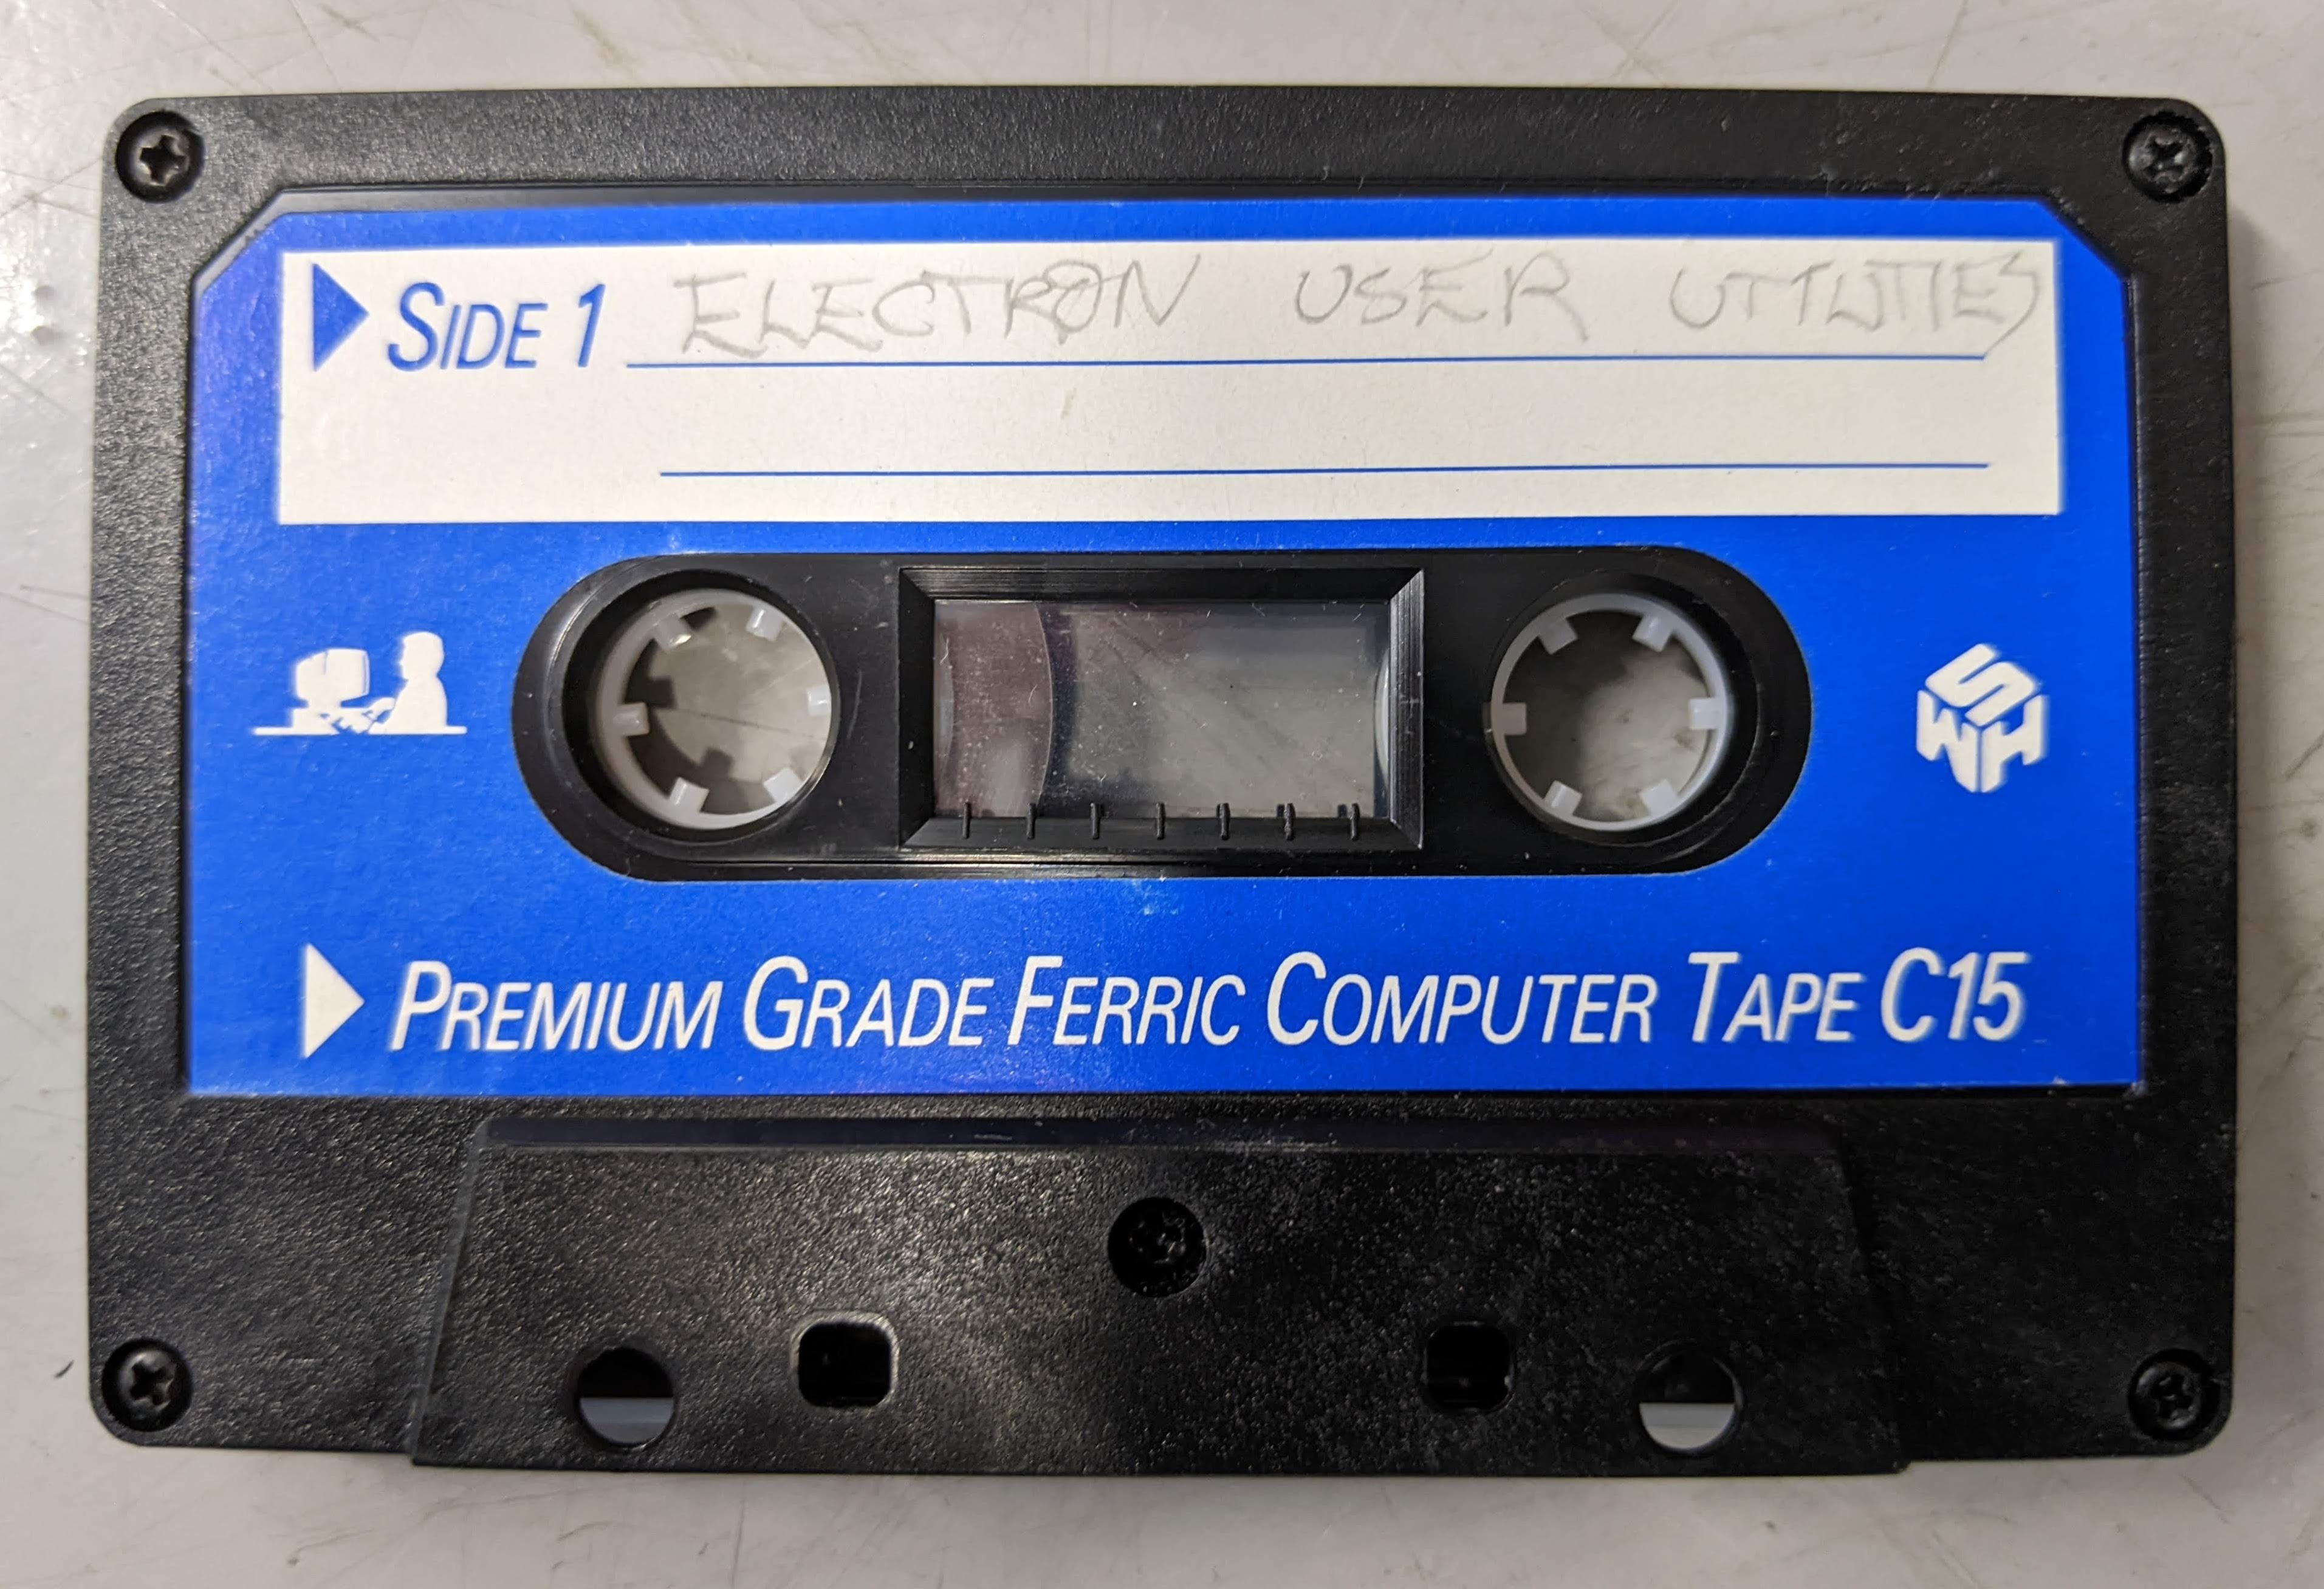 SIDE 1 ELECTRON USER UTILITIES
WHS
PREMIUM GRADE FERRIC COMPUTER TAPE C15